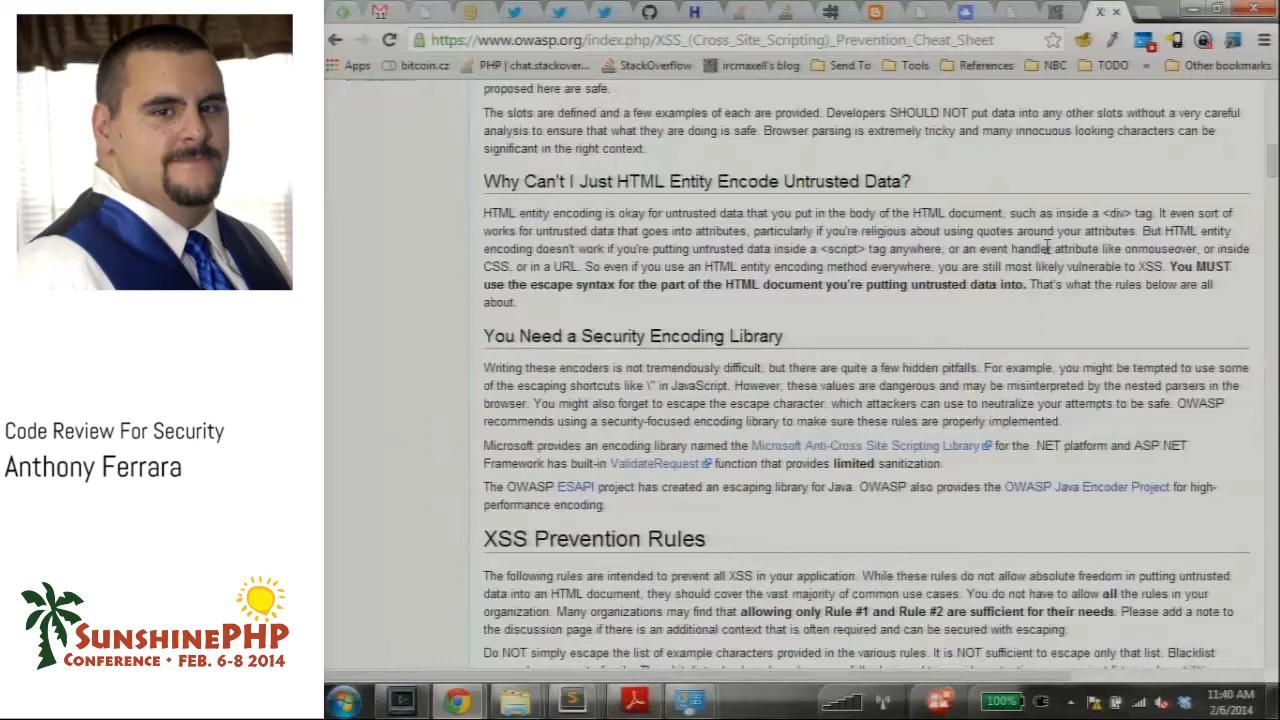 11
X:
https://www.owasp.org/index.php/XSS_(Cross_Site_Scripting)_Prevention_Cheat_Sheet
Apps
bitcoin.cz
PHP | chat.stackover...
StackOverflow
ircmaxell's blog
Send To
Tools
References
NBC
TODO
»
Other bookmarks
proposed here are safe.
The slots are defined and a few examples of each are provided. Developers SHOULD NOT put data into any other slots without a very careful
analysis to ensure that what they are doing is safe. Browser parsing is extremely tricky and many innocuous looking characters can be
significant in the right context.
Why Can't I Just HTML Entity Encode Untrusted Data?
HTML entity encoding is okay for untrusted data that you put in the body of the HTML document, such as inside a <div> tag. It even sort of
works for untrusted data that goes into attributes, particularly if you're religious about using quotes around your attributes. But HTML entity
encoding doesn't work if you're putting untrusted data inside a <script> tag anywhere, or an event handler attribute like onmouseover, or inside
CSS, or in a URL. So even if you use an HTML entity encoding method everywhere, you are still most likely vulnerable to XSS. You MUST
use the escape syntax for the part of the HTML document you're putting untrusted data into. That's what the rules below are all
about.
You Need a Security Encoding Library
Writing these encoders is not tremendously difficult, but there are quite a few hidden pitfalls. For example, you might be tempted to use some
of the escaping shortcuts like \" in JavaScript. However, these values are dangerous and may be misinterpreted by the nested parsers in the
browser. You might also forget to escape the escape character, which attackers can use to neutralize your attempts to be safe. OWASP
recommends using a security-focused encoding library to make sure these rules are properly implemented.
Microsoft provides an encoding library named the Microsoft Anti-Cross Site Scripting Library for the .NET platform and ASP.NET
Framework has built-in ValidateRequest function that provides limited sanitization.
The OWASP ESAPI project has created an escaping library for Java. OWASP also provides the OWASP Java Encoder Project for high-
performance encoding.
XSS Prevention Rules
The following rules are intended to prevent all XSS in your application. While these rules do not allow absolute freedom in putting untrusted
data into an HTML document, they should cover the vast majority of common use cases. You do not have to allow all the rules in your
organization. Many organizations may find that allowing only Rule #1 and Rule #2 are sufficient for their needs. Please add a note to
the discussion page if there is an additional context that is often required and can be secured with escaping.
Do NOT simply escape the list of example characters provided in the various rules. It is NOT sufficient to escape only that list. Blacklist
Code Review For Security
Anthony Ferrara
SUNSHINEPHP
CONFERENCE • FEB. 6-8 2014
100%
11:40 AM
2/6/2014